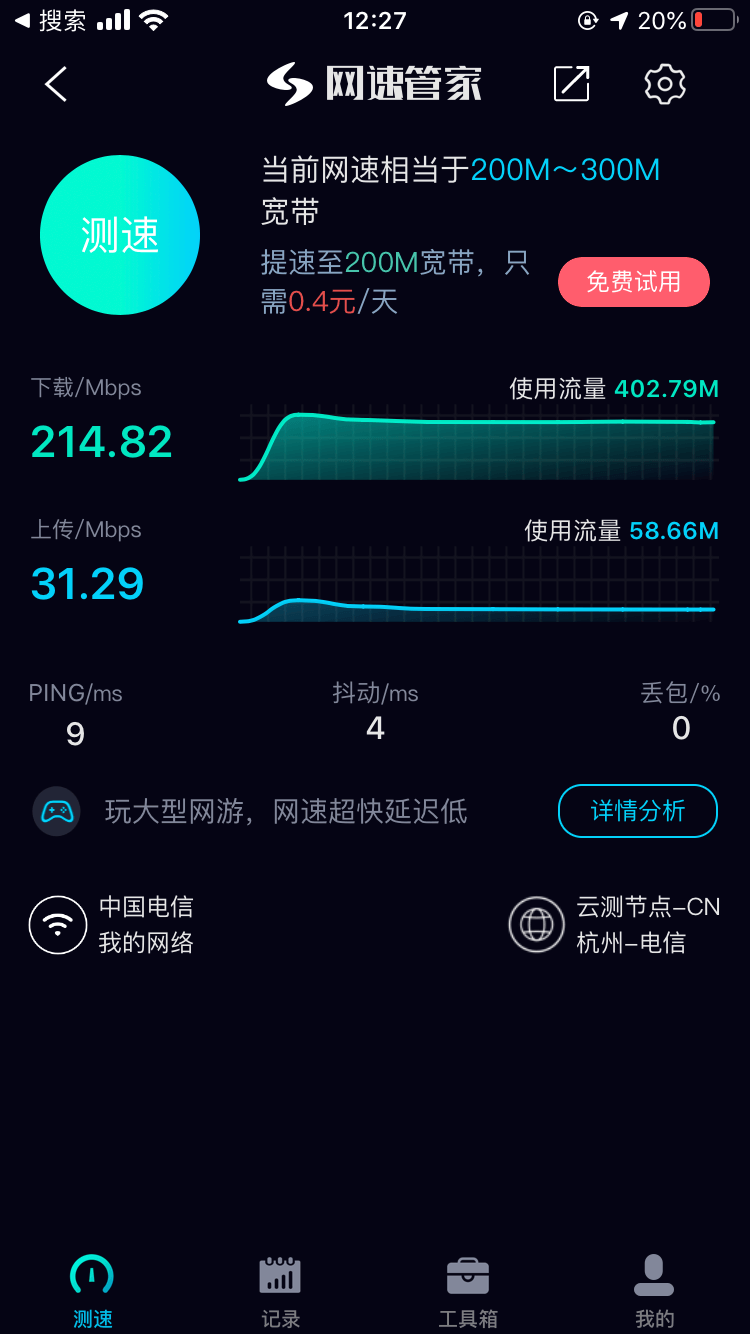 搜索 12:27 20%
网速管家
测速
当前网速相当于200M～300M
宽带
提速至200M宽带，只
需0.4元/天
免费试用
下载/Mbps
214.82
使用流量 402.79M
上传/Mbps
31.29
使用流量 58.66M
PING/ms 抖动/ms 丢包/%
9 4 0
玩大型网游，网速超快延迟低
详情分析
中国电信
我的网络
云测节点-CN
杭州-电信
测速 记录 工具箱 我的